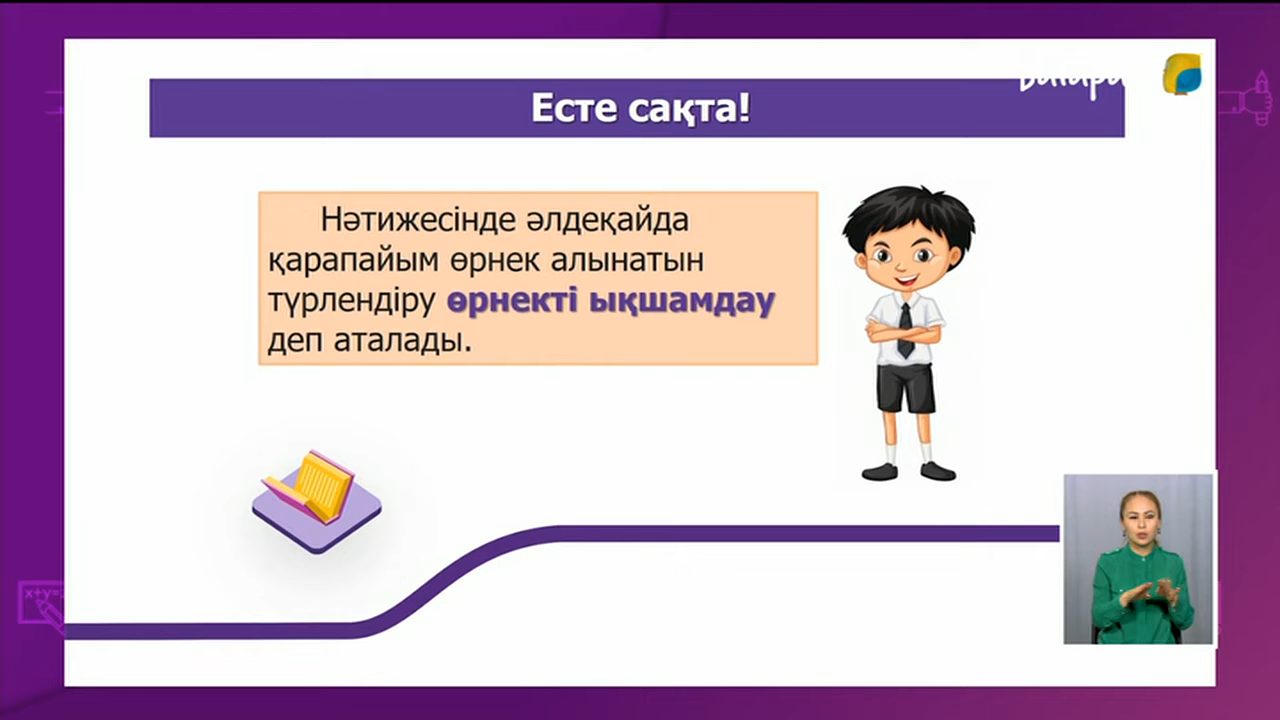 Есте сақта!
Нәтижесінде әлдеқайда
қарапайым өрнек алынатын
түрлендіру өрнекті ықшамдау
деп аталады.